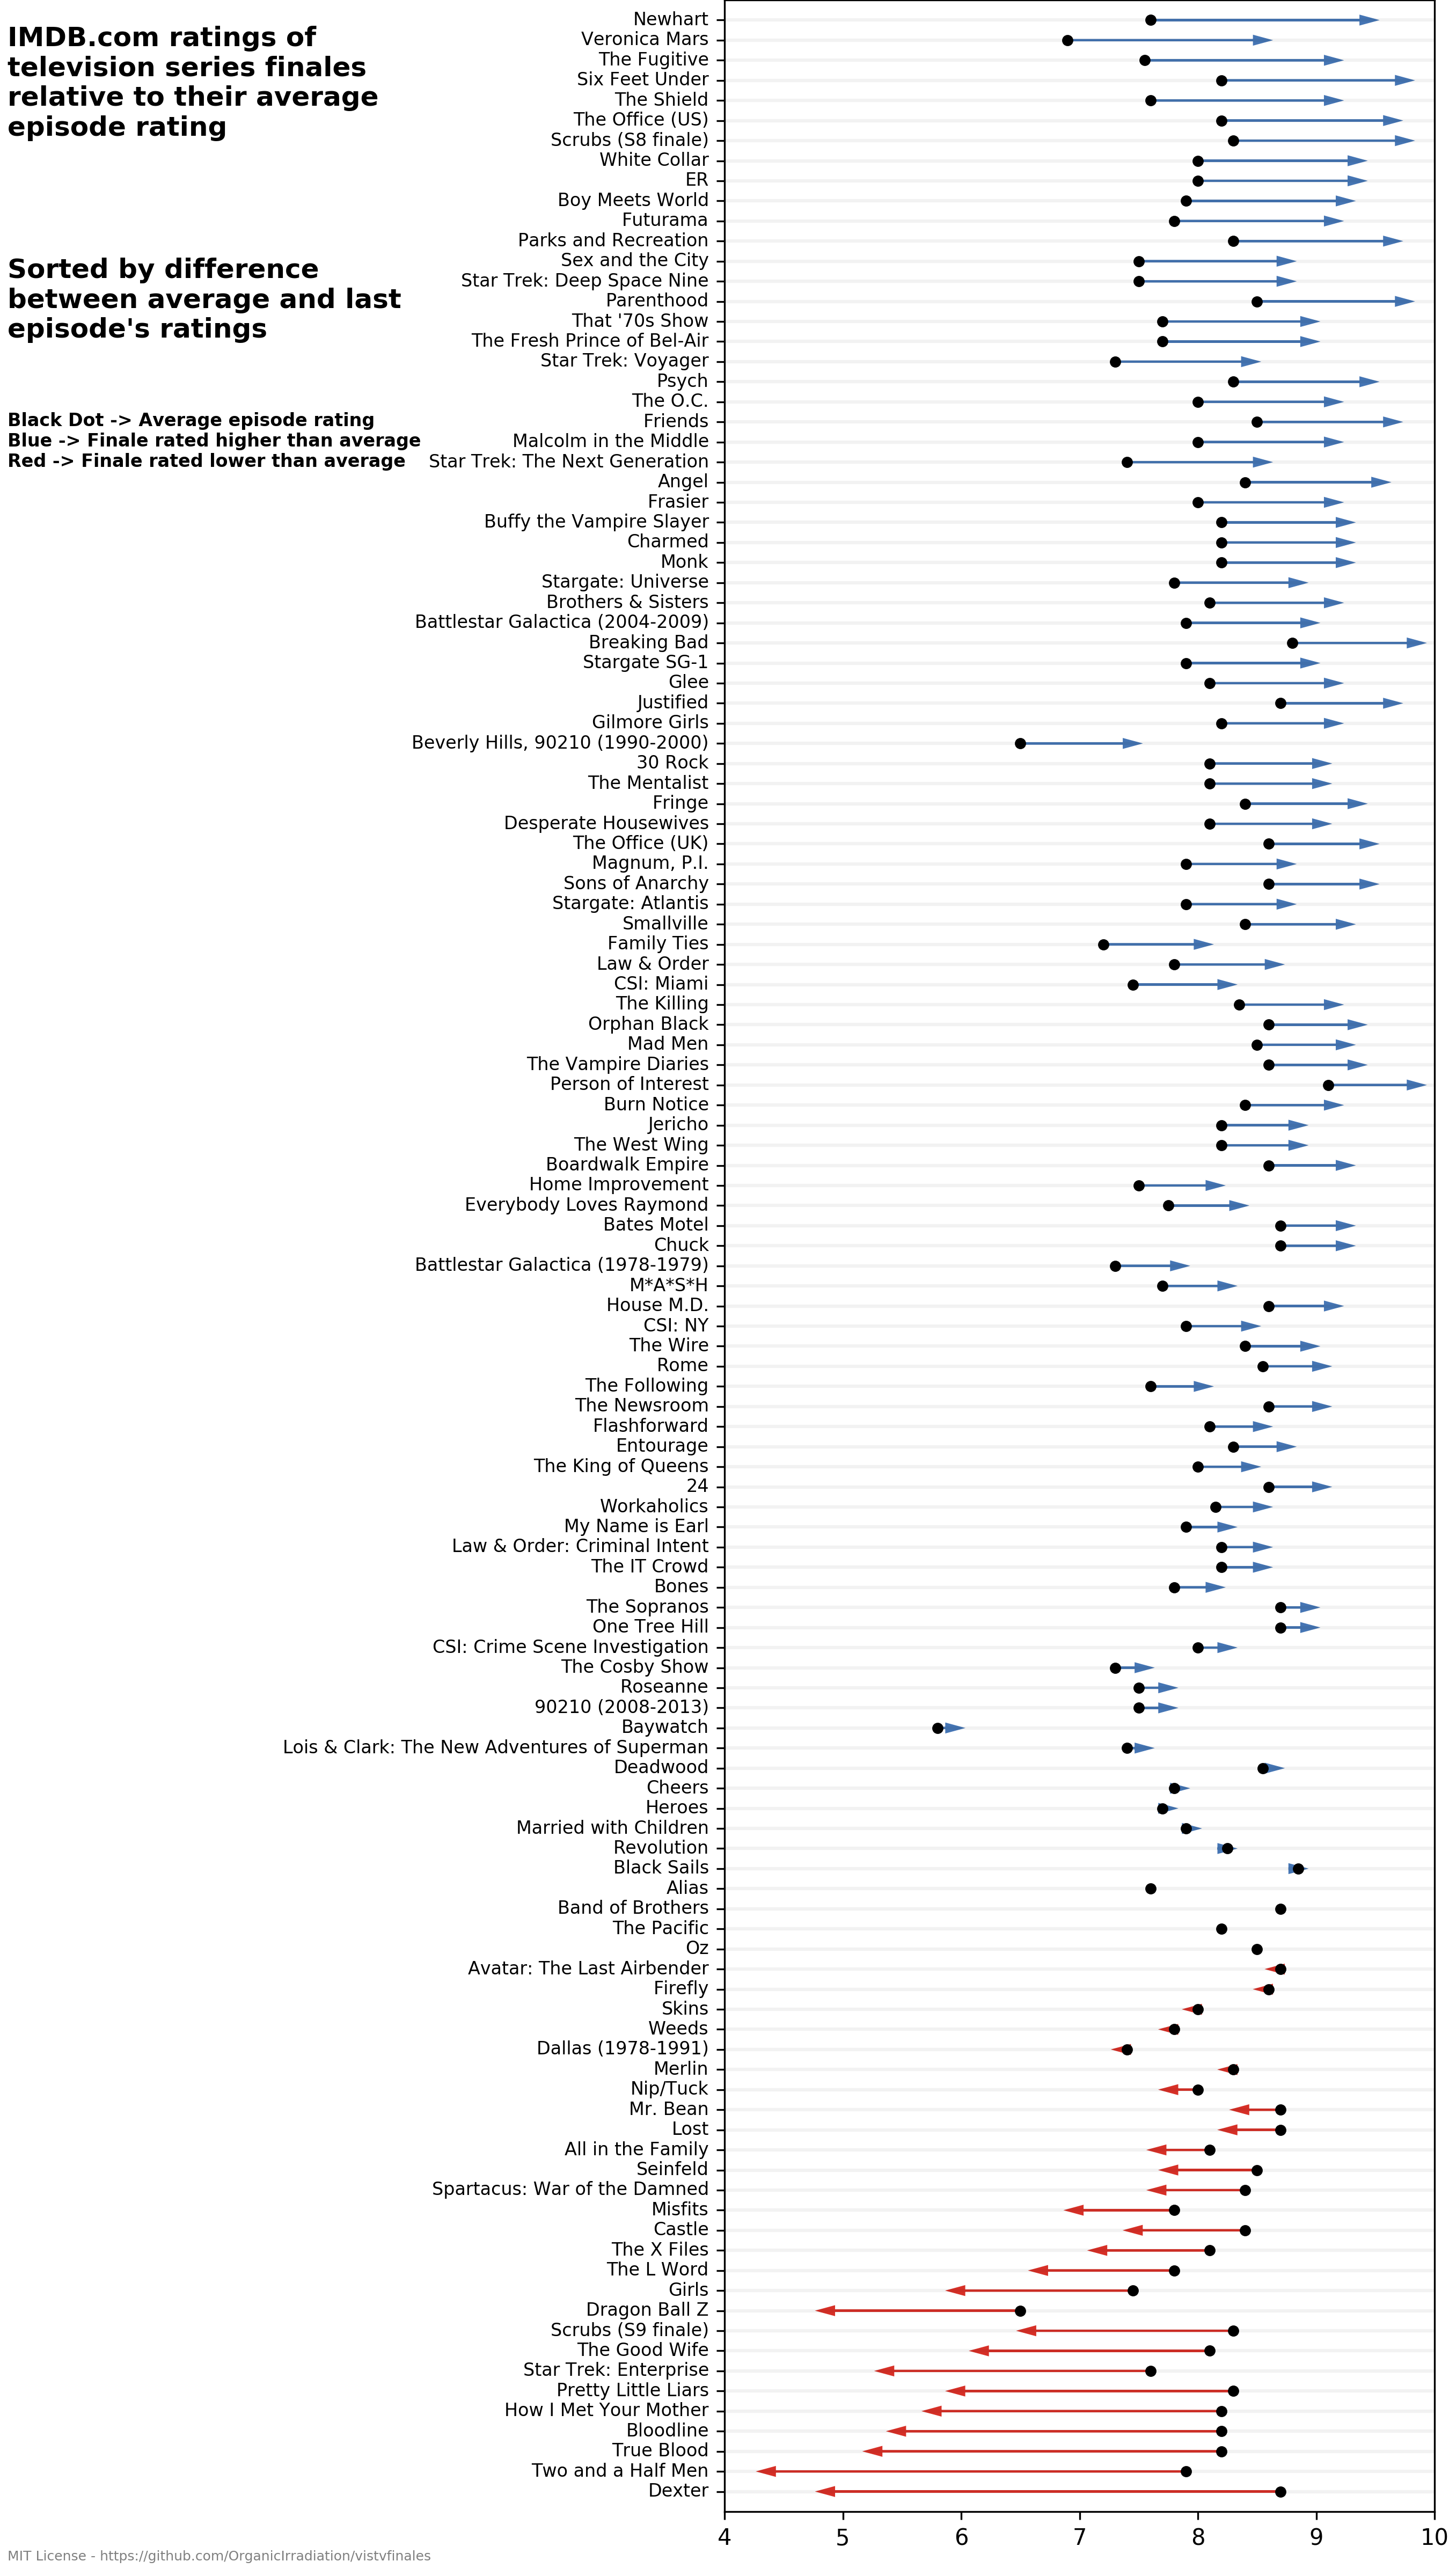 IMDB.com ratings of
television series finales
relative to their average
episode rating
Sorted by difference
between average and last
episode's ratings
Black Dot -> Average episode rating
Blue -> Finale rated higher than average
Red -> Finale rated lower than average
Newhart
Veronica Mars
The Fugitive
Six Feet Under
The Shield
The Office (US)
Scrubs (S8 finale)
White Collar
ER
Boy Meets World
Futurama
Parks and Recreation
Sex and the City
Star Trek: Deep Space Nine
Parenthood
That '70s Show
The Fresh Prince of Bel-Air
Star Trek: Voyager
Psych
The O.C.
Friends
Malcolm in the Middle
Star Trek: The Next Generation
Angel
Frasier
Buffy the Vampire Slayer
Charmed
Monk
Stargate: Universe
Brothers & Sisters
Battlestar Galactica (2004-2009)
Breaking Bad
Stargate SG-1
Glee
Justified
Gilmore Girls
Beverly Hills, 90210 (1990-2000)
30 Rock
The Mentalist
Fringe
Desperate Housewives
The Office (UK)
Magnum, P.I.
Sons of Anarchy
Stargate: Atlantis
Smallville
Family Ties
Law & Order
CSI: Miami
The Killing
Orphan Black
Mad Men
The Vampire Diaries
Person of Interest
Burn Notice
Jericho
The West Wing
Boardwalk Empire
Home Improvement
Everybody Loves Raymond
Bates Motel
Chuck
Battlestar Galactica (1978-1979)
M*A*S*H
House M.D.
CSI: NY
The Wire
Rome
The Following
The Newsroom
Flashforward
Entourage
The King of Queens
24
Workaholics
My Name is Earl
Law & Order: Criminal Intent
The IT Crowd
Bones
The Sopranos
One Tree Hill
CSI: Crime Scene Investigation
The Cosby Show
Roseanne
90210 (2008-2013)
Baywatch
Lois & Clark: The New Adventures of Superman
Deadwood
Cheers
Heroes
Married with Children
Revolution
Black Sails
Alias
Band of Brothers
The Pacific
Oz
Avatar: The Last Airbender
Firefly
Skins
Weeds
Dallas (1978-1991)
Merlin
Nip/Tuck
Mr. Bean
Lost
All in the Family
Seinfeld
Spartacus: War of the Damned
Misfits
Castle
The X Files
The L Word
Girls
Dragon Ball Z
Scrubs (S9 finale)
The Good Wife
Star Trek: Enterprise
Pretty Little Liars
How I Met Your Mother
Bloodline
True Blood
Two and a Half Men
Dexter
4 5 6 7 8 9 10
MIT License - https://github.com/OrganicIrradiation/vistvfinales